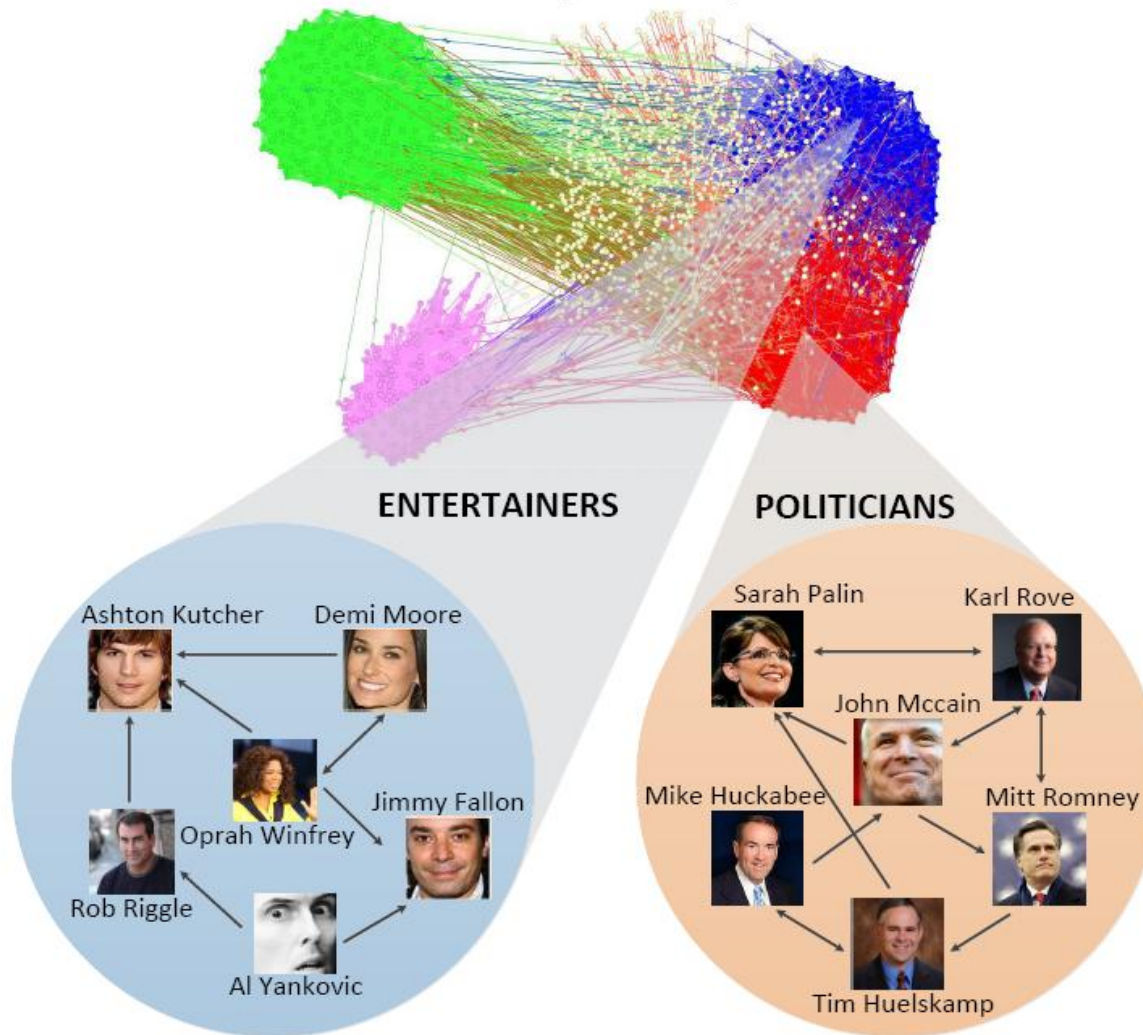 ENTERTAINERS
POLITICIANS
Ashton Kutcher
Demi Moore
Oprah Winfrey
Jimmy Fallon
Rob Riggle
Al Yankovic
Sarah Palin
Karl Rove
John Mccain
Mike Huckabee
Mitt Romney
Tim Huelskamp